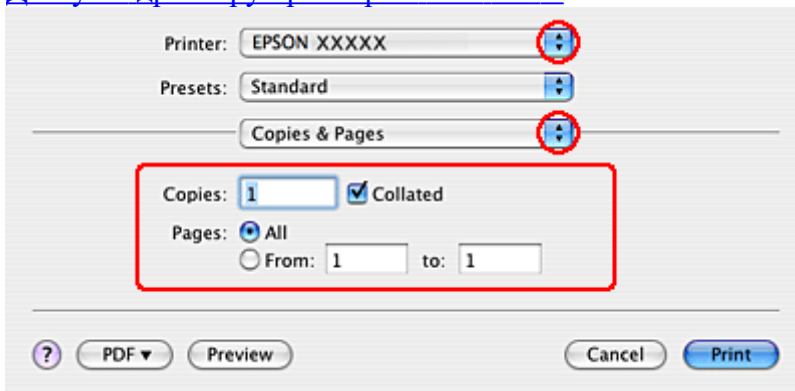 Printer: EPSON XXXXX
Presets: Standard
Copies & Pages
Copies: 1 Collated
Pages: All
From: 1 to: 1
? PDF Preview Cancel Print